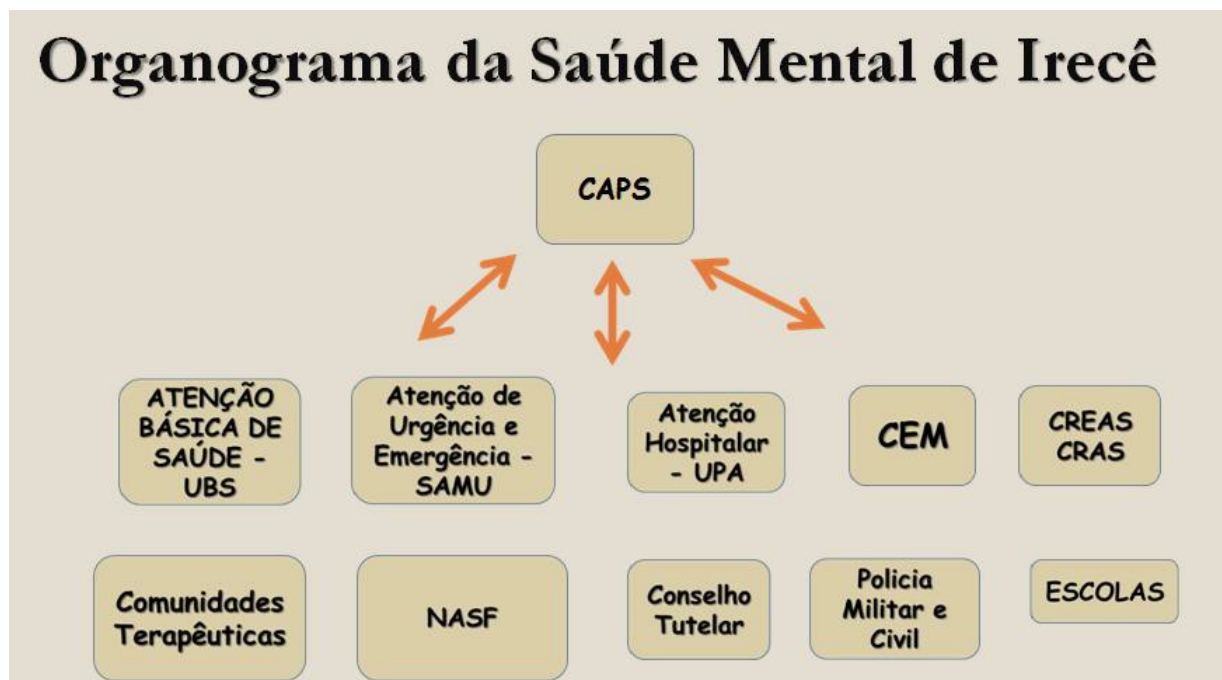 Organograma da Saúde Mental de Irecê
CAPS
ATENÇÃO
BÁSICA DE
SAÚDE -
UBS
Atenção de
Urgência e
Emergência -
SAMU
Atenção
Hospitalar
- UPA
CEM
CREAS
CRAS
Comunidades
Terapêuticas
NASF
Conselho
Tutelar
Policia
Militar e
Civil
ESCOLAS